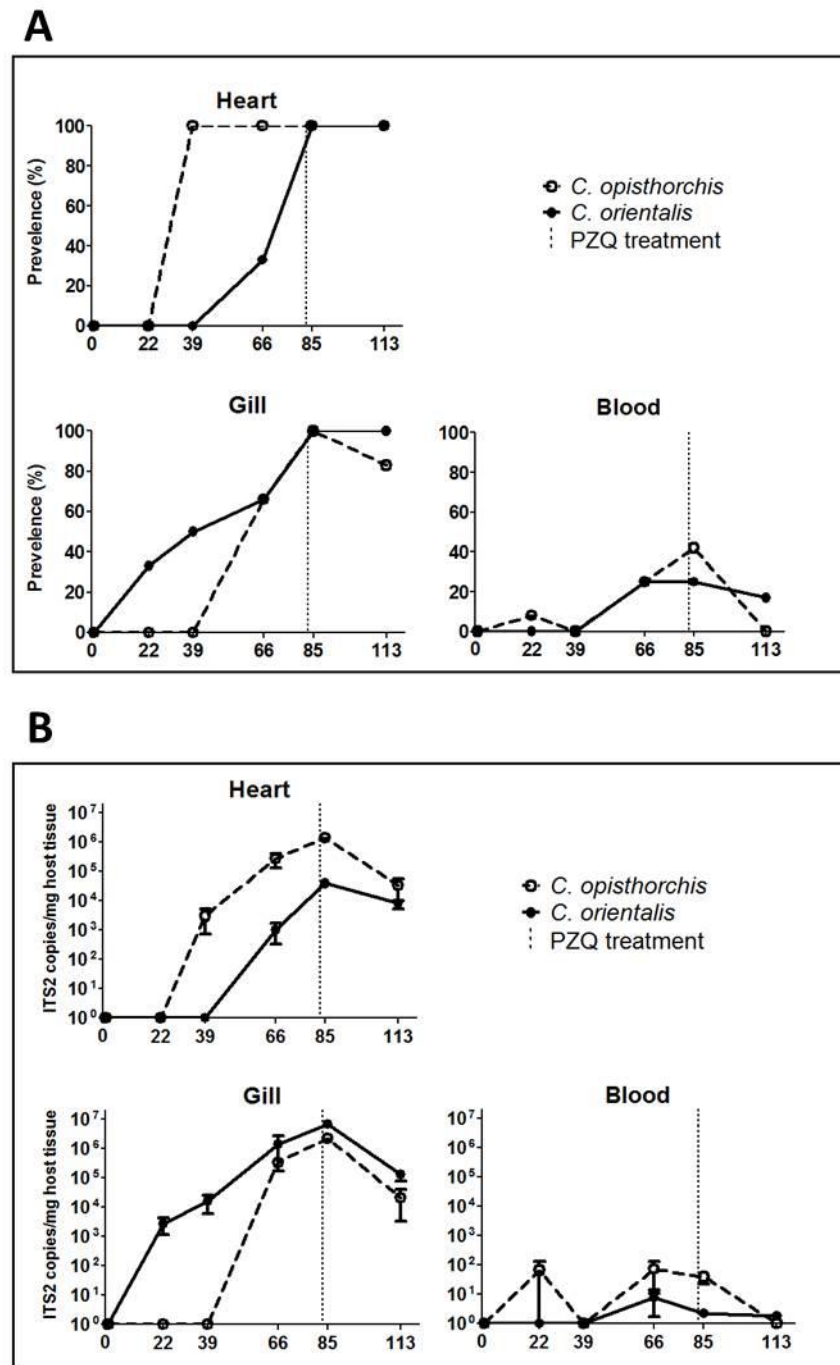 A
Heart
Prevelence (%)
100
80
60
40
20
0
0 22 39 66 85 113
C. opisthorchis
C. orientalis
PZQ treatment
Gill
Prevelence (%)
100
80
60
40
20
0
0 22 39 66 85 113
Blood
100
80
60
40
20
0
0 22 39 66 85 113
B
Heart
ITS2 copies/mg host tissue
10⁷
10⁶
10⁵
10⁴
10³
10²
10¹
10⁰
0 22 39 66 85 113
C. opisthorchis
C. orientalis
PZQ treatment
Gill
ITS2 copies/mg host tissue
10⁷
10⁶
10⁵
10⁴
10³
10²
10¹
10⁰
0 22 39 66 85 113
Blood
10⁷
10⁶
10⁵
10⁴
10³
10²
10¹
10⁰
0 22 39 66 85 113